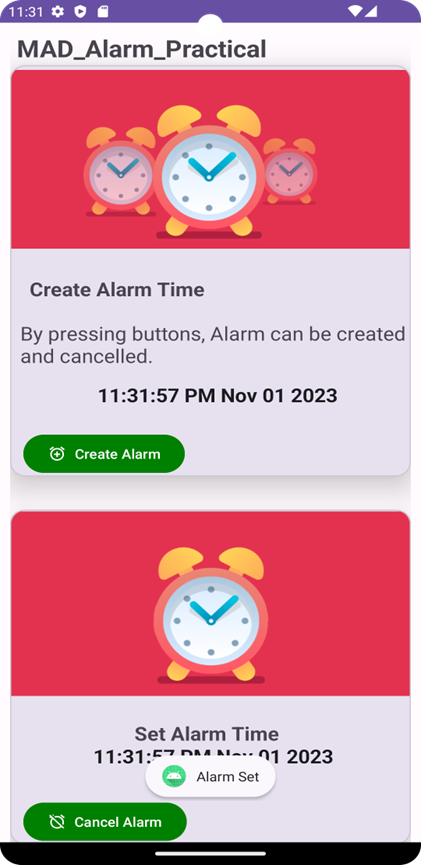 11:31
MAD_Alarm_Practical
Create Alarm Time
By pressing buttons, Alarm can be created
and cancelled.
11:31:57 PM Nov 01 2023
Create Alarm
Set Alarm Time
11:31:57 PM Nov 01 2023
Alarm Set
Cancel Alarm